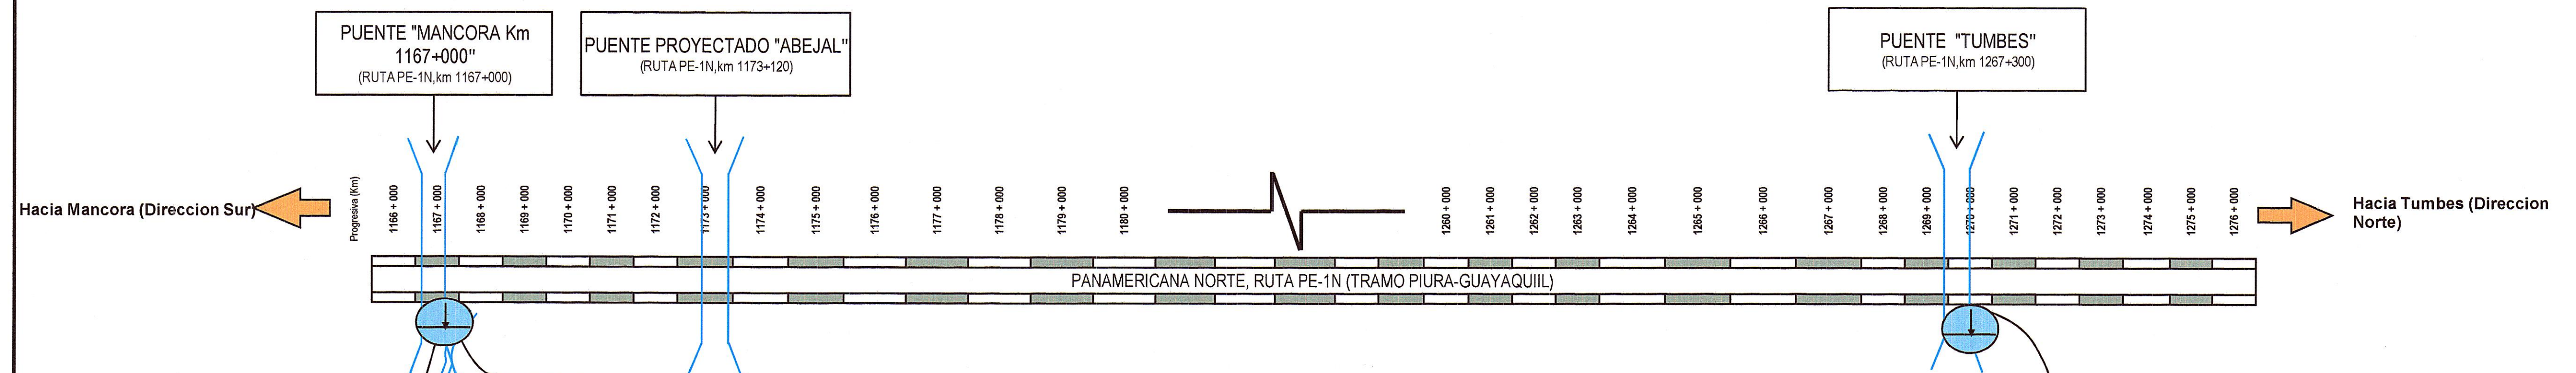 PUENTE "MANCORA Km
1167+000"
(RUTA PE-1N,km 1167+000)
PUENTE PROYECTADO "ABEJAL"
(RUTA PE-1N,km 1173+120)
PUENTE "TUMBES"
(RUTA PE-1N,km 1267+300)
Hacia Mancora (Direccion Sur)
Progresiva (Km)
1166 + 000
1167 + 000
1168 + 000
1169 + 000
1170 + 000
1171 + 000
1172 + 000
1173 + 000
1174 + 000
1175 + 000
1176 + 000
1177 + 000
1178 + 000
1179 + 000
1180 + 000
1260 + 000
1261 + 000
1262 + 000
1263 + 000
1264 + 000
1265 + 000
1266 + 000
1267 + 000
1268 + 000
1269 + 000
1270 + 000
1271 + 000
1272 + 000
1273 + 000
1274 + 000
1275 + 000
1276 + 000
Hacia Tumbes (Direccion
Norte)
PANAMERICANA NORTE, RUTA PE-1N (TRAMO PIURA-GUAYAQUIIL)